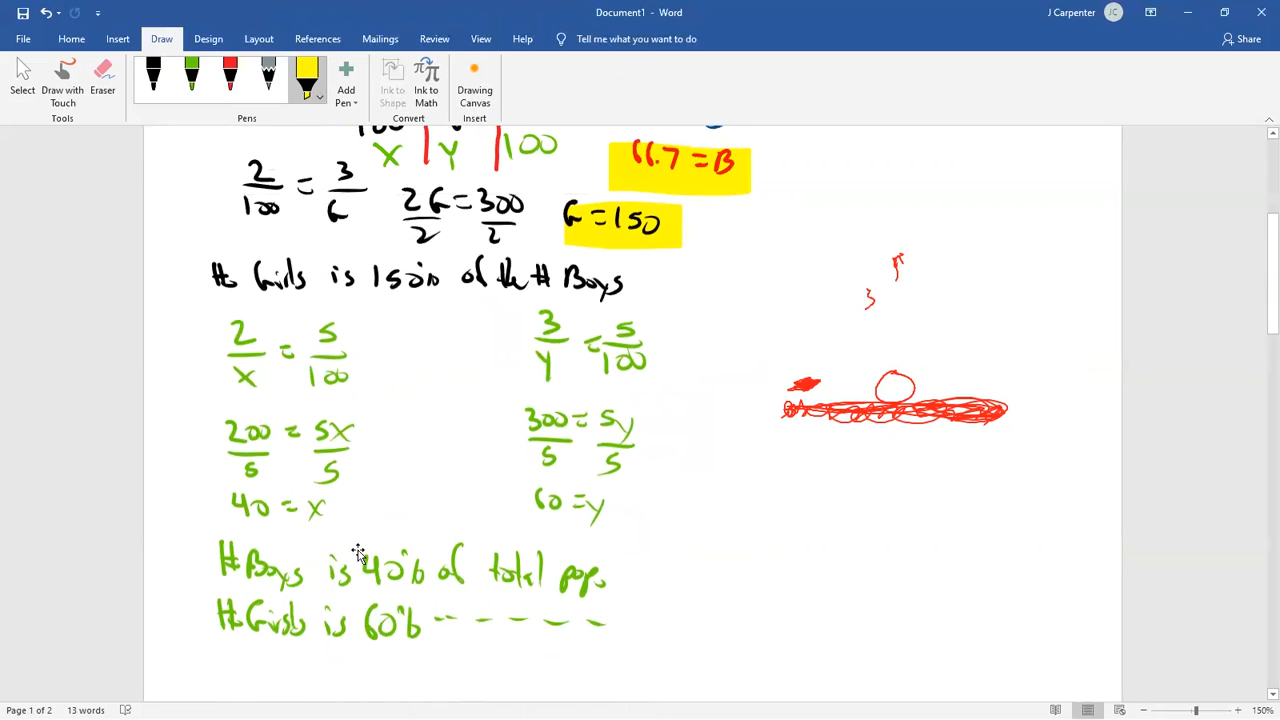 Document1 - Word
J Carpenter
JC
File
Home
Insert
Draw
Design
Layout
References
Mailings
Review
View
Help
Tell me what you want to do
Share
Select
Draw with Touch
Eraser
Add Pen
Ink to Shape
Ink to Math
Drawing Canvas
Tools
Pens
Convert
Insert
100
X | Y | 100
2/100 = 3/G
2G/2 = 300/2
G = 150
66.7 = B
# Girls is 150% of the # Boys
2/x = 5/100
3/y = 5/100
200/5 = 5x/5
300/5 = 5y/5
40 = x
60 = y
# Boys is 40% of total pop.
# Girls is 60% - - - - - -
3
5
Page 1 of 2
13 words
150%